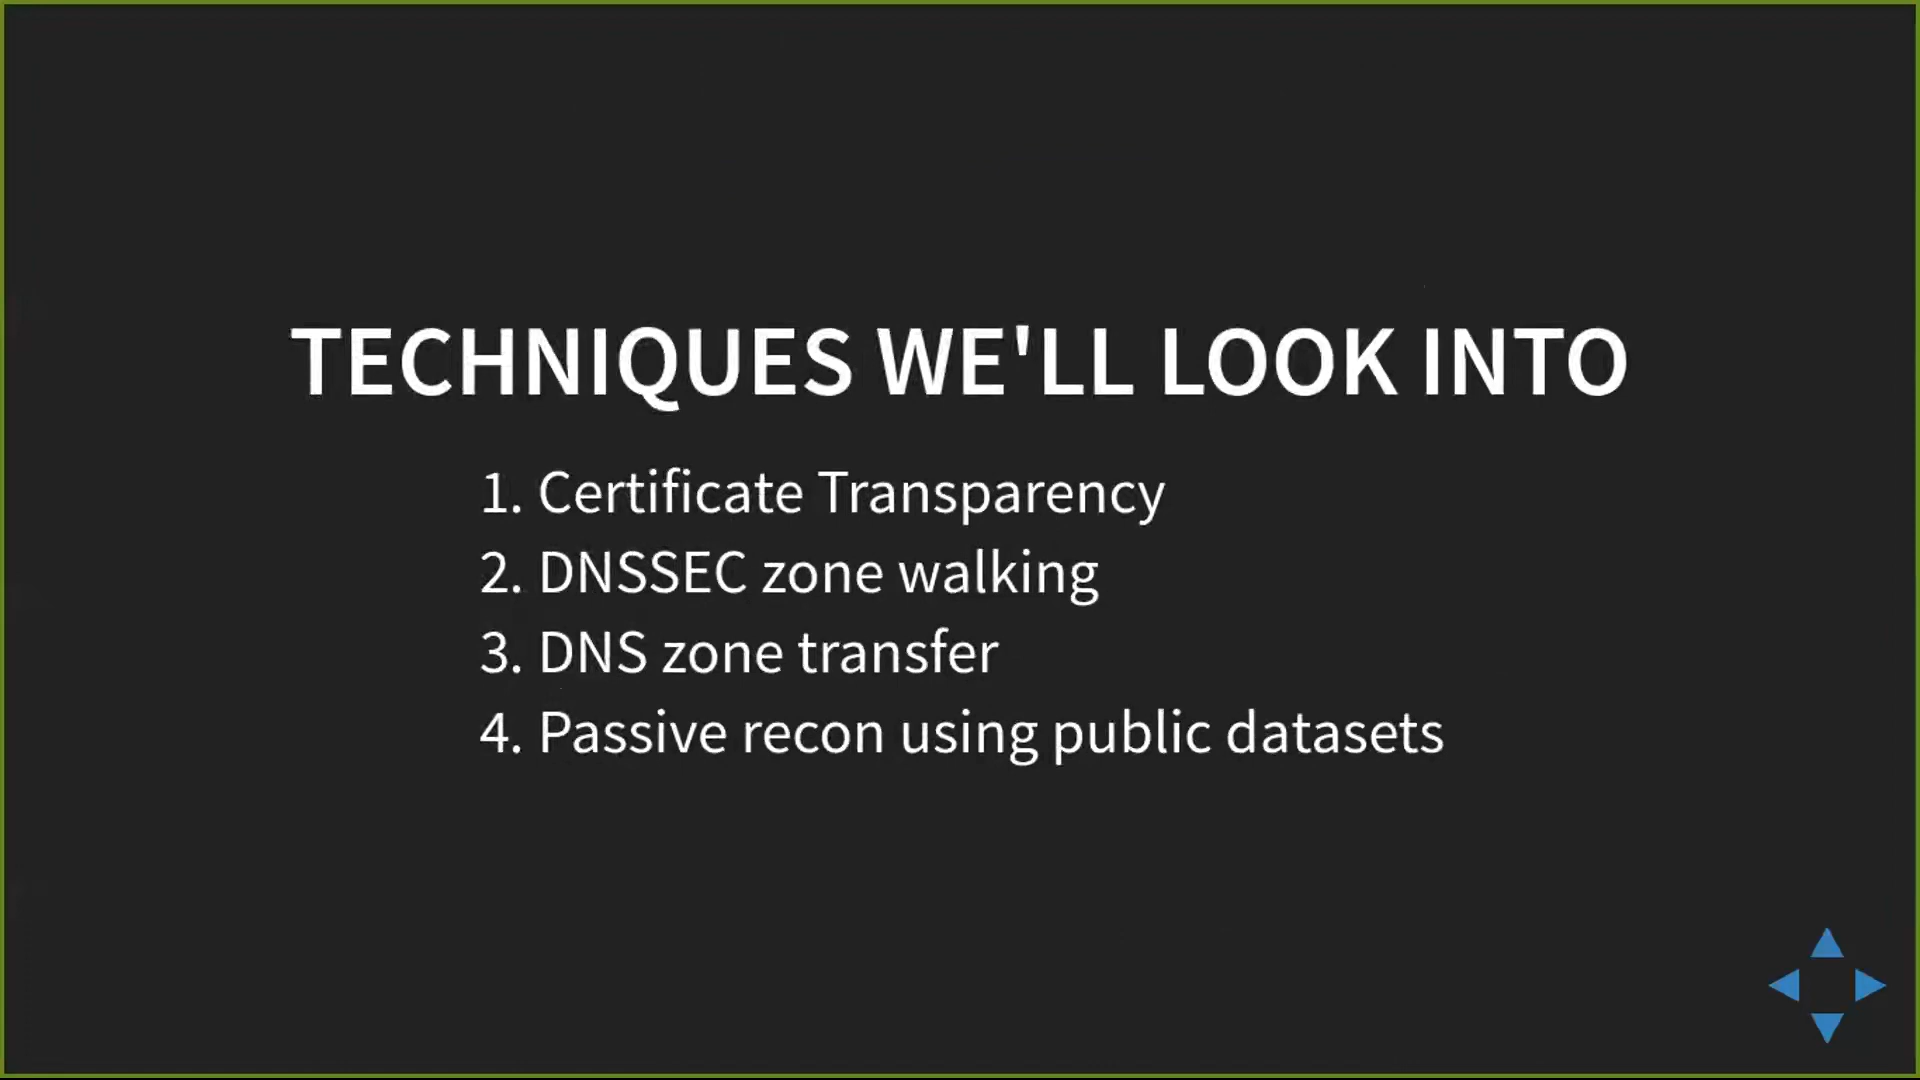 TECHNIQUES WE'LL LOOK INTO
1. Certificate Transparency
2. DNSSEC zone walking
3. DNS zone transfer
4. Passive recon using public datasets